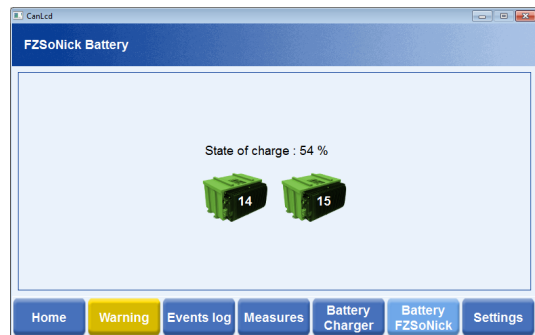 CanLcd
FZSoNick Battery
State of charge : 54 %
14
15
Home
Warning
Events log
Measures
Battery
Charger
Battery
FZSoNick
Settings